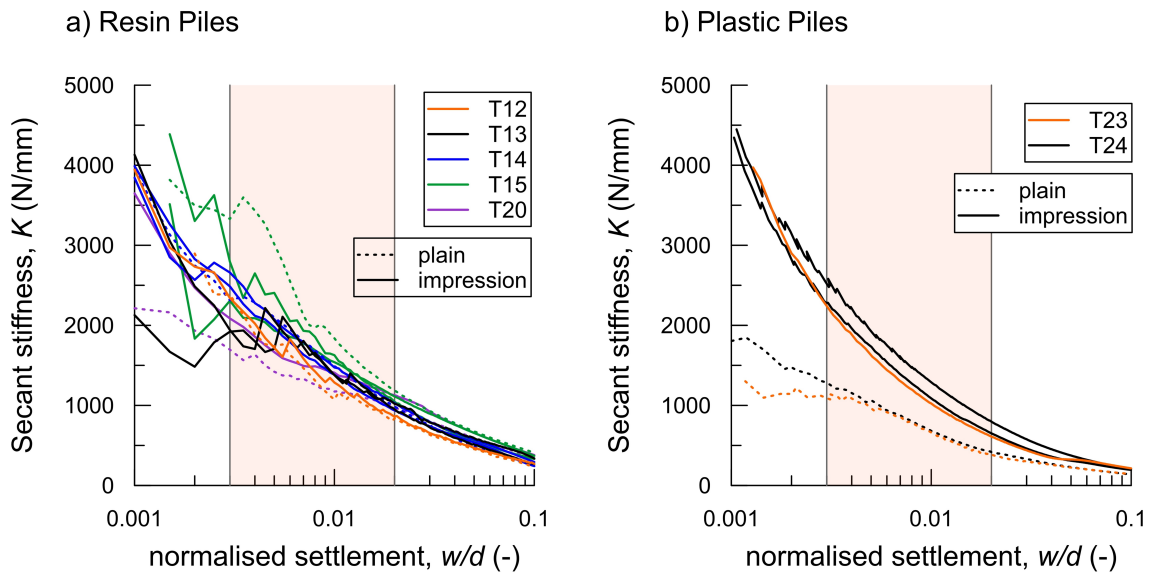 a) Resin Piles
Secant stiffness, K (N/mm)
5000
4000
3000
2000
1000
0
T12
T13
T14
T15
T20
plain
impression
0.001
0.01
0.1
normalised settlement, w/d (-)
b) Plastic Piles
Secant stiffness, K (N/mm)
5000
4000
3000
2000
1000
0
T23
T24
plain
impression
0.001
0.01
0.1
normalised settlement, w/d (-)